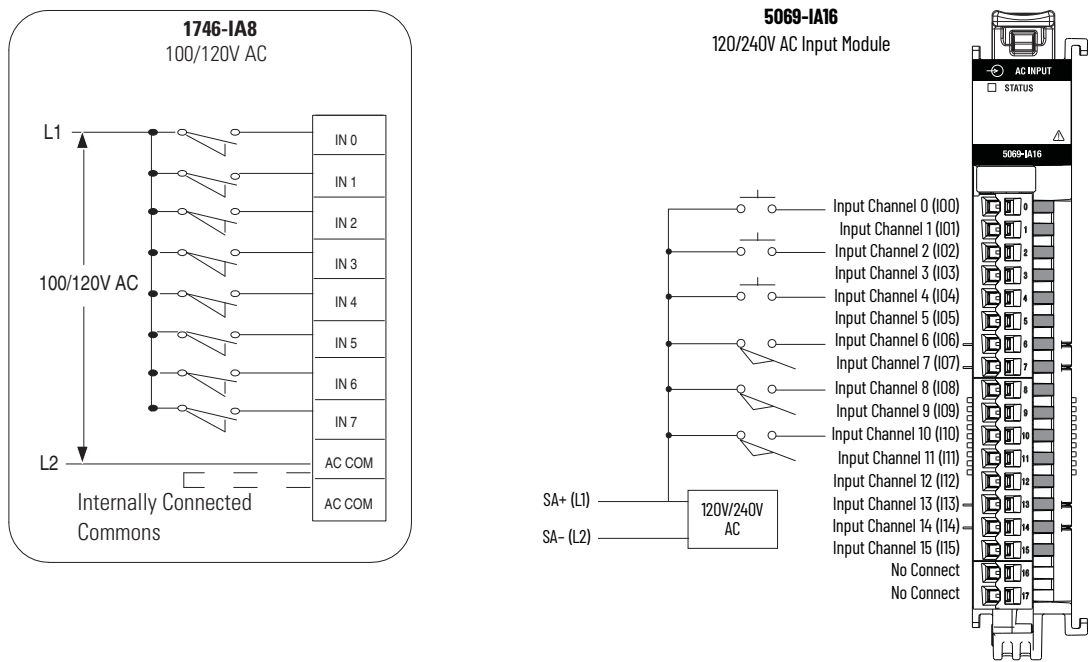 1746-IA8
100/120V AC
L1
IN 0
IN 1
IN 2
IN 3
100/120V AC
IN 4
IN 5
IN 6
IN 7
L2
AC COM
AC COM
Internally Connected
Commons
5069-IA16
120/240V AC Input Module
AC INPUT
STATUS
5069-IA16
Input Channel 0 (I00)
0
Input Channel 1 (I01)
1
Input Channel 2 (I02)
2
Input Channel 3 (I03)
3
Input Channel 4 (I04)
4
Input Channel 5 (I05)
5
Input Channel 6 (I06)
6
Input Channel 7 (I07)
7
Input Channel 8 (I08)
8
Input Channel 9 (I09)
9
Input Channel 10 (I10)
10
Input Channel 11 (I11)
11
Input Channel 12 (I12)
12
Input Channel 13 (I13)
13
Input Channel 14 (I14)
14
Input Channel 15 (I15)
15
No Connect
16
No Connect
17
SA+ (L1)
SA- (L2)
120V/240V
AC